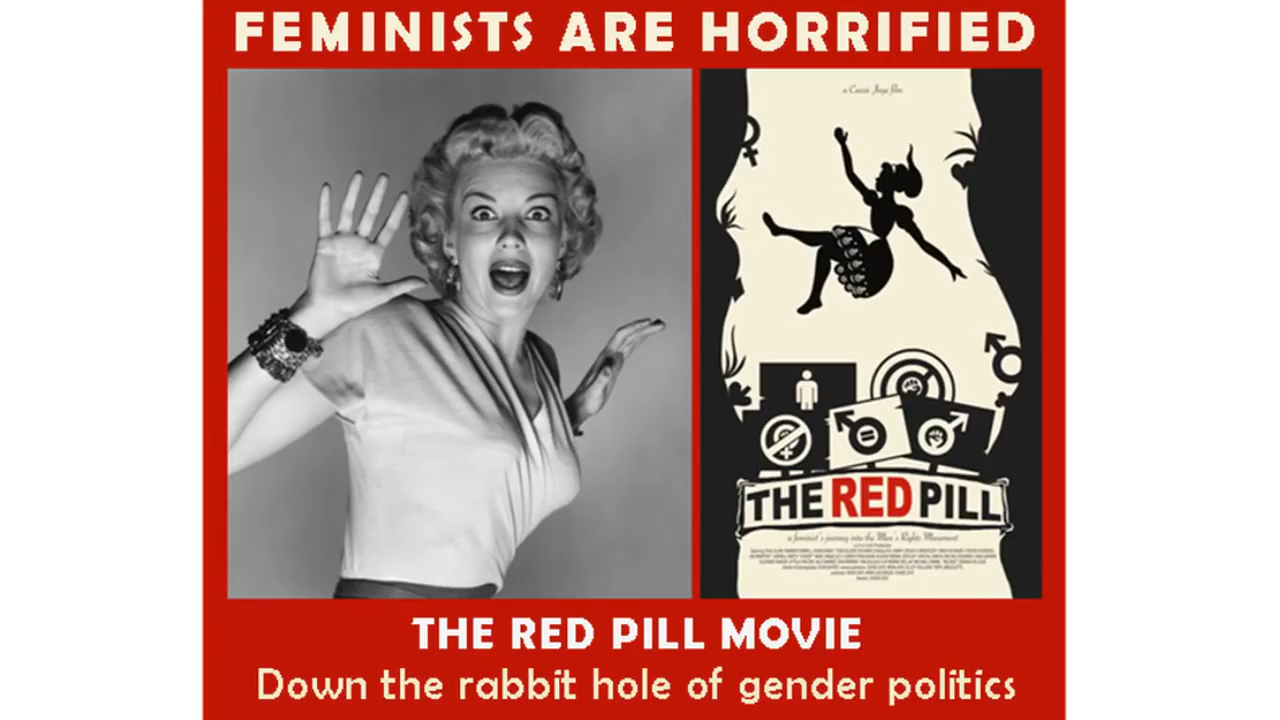 FEMINISTS ARE HORRIFIED
a Cassie Jaye film
THE RED PILL
a feminist's journey into the Men's Rights Movement
THE RED PILL MOVIE
Down the rabbit hole of gender politics